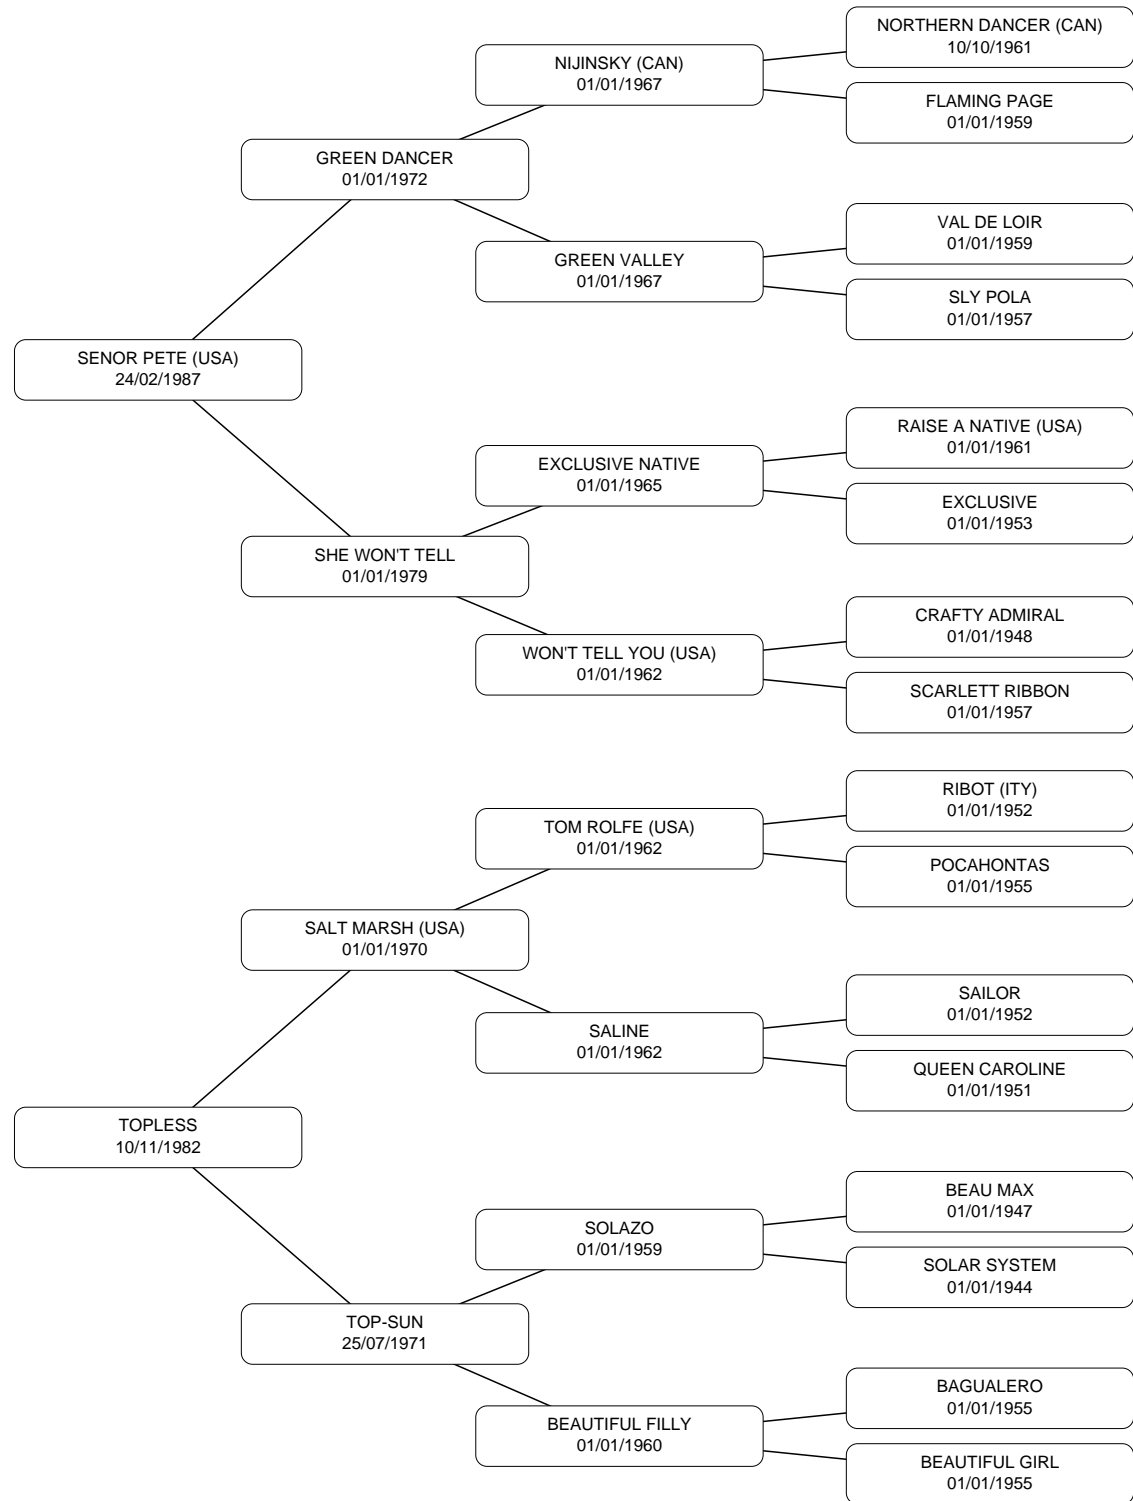 NORTHERN DANCER (CAN)
10/10/1961
NIJINSKY (CAN)
01/01/1967
FLAMING PAGE
01/01/1959
GREEN DANCER
01/01/1972
VAL DE LOIR
01/01/1959
GREEN VALLEY
01/01/1967
SLY POLA
01/01/1957
SENOR PETE (USA)
24/02/1987
RAISE A NATIVE (USA)
01/01/1961
EXCLUSIVE NATIVE
01/01/1965
EXCLUSIVE
01/01/1953
SHE WON'T TELL
01/01/1979
CRAFTY ADMIRAL
01/01/1948
WON'T TELL YOU (USA)
01/01/1962
SCARLETT RIBBON
01/01/1957
RIBOT (ITY)
01/01/1952
TOM ROLFE (USA)
01/01/1962
POCAHONTAS
01/01/1955
SALT MARSH (USA)
01/01/1970
SAILOR
01/01/1952
SALINE
01/01/1962
QUEEN CAROLINE
01/01/1951
TOPLESS
10/11/1982
BEAU MAX
01/01/1947
SOLAZO
01/01/1959
SOLAR SYSTEM
01/01/1944
TOP-SUN
25/07/1971
BAGUALERO
01/01/1955
BEAUTIFUL FILLY
01/01/1960
BEAUTIFUL GIRL
01/01/1955